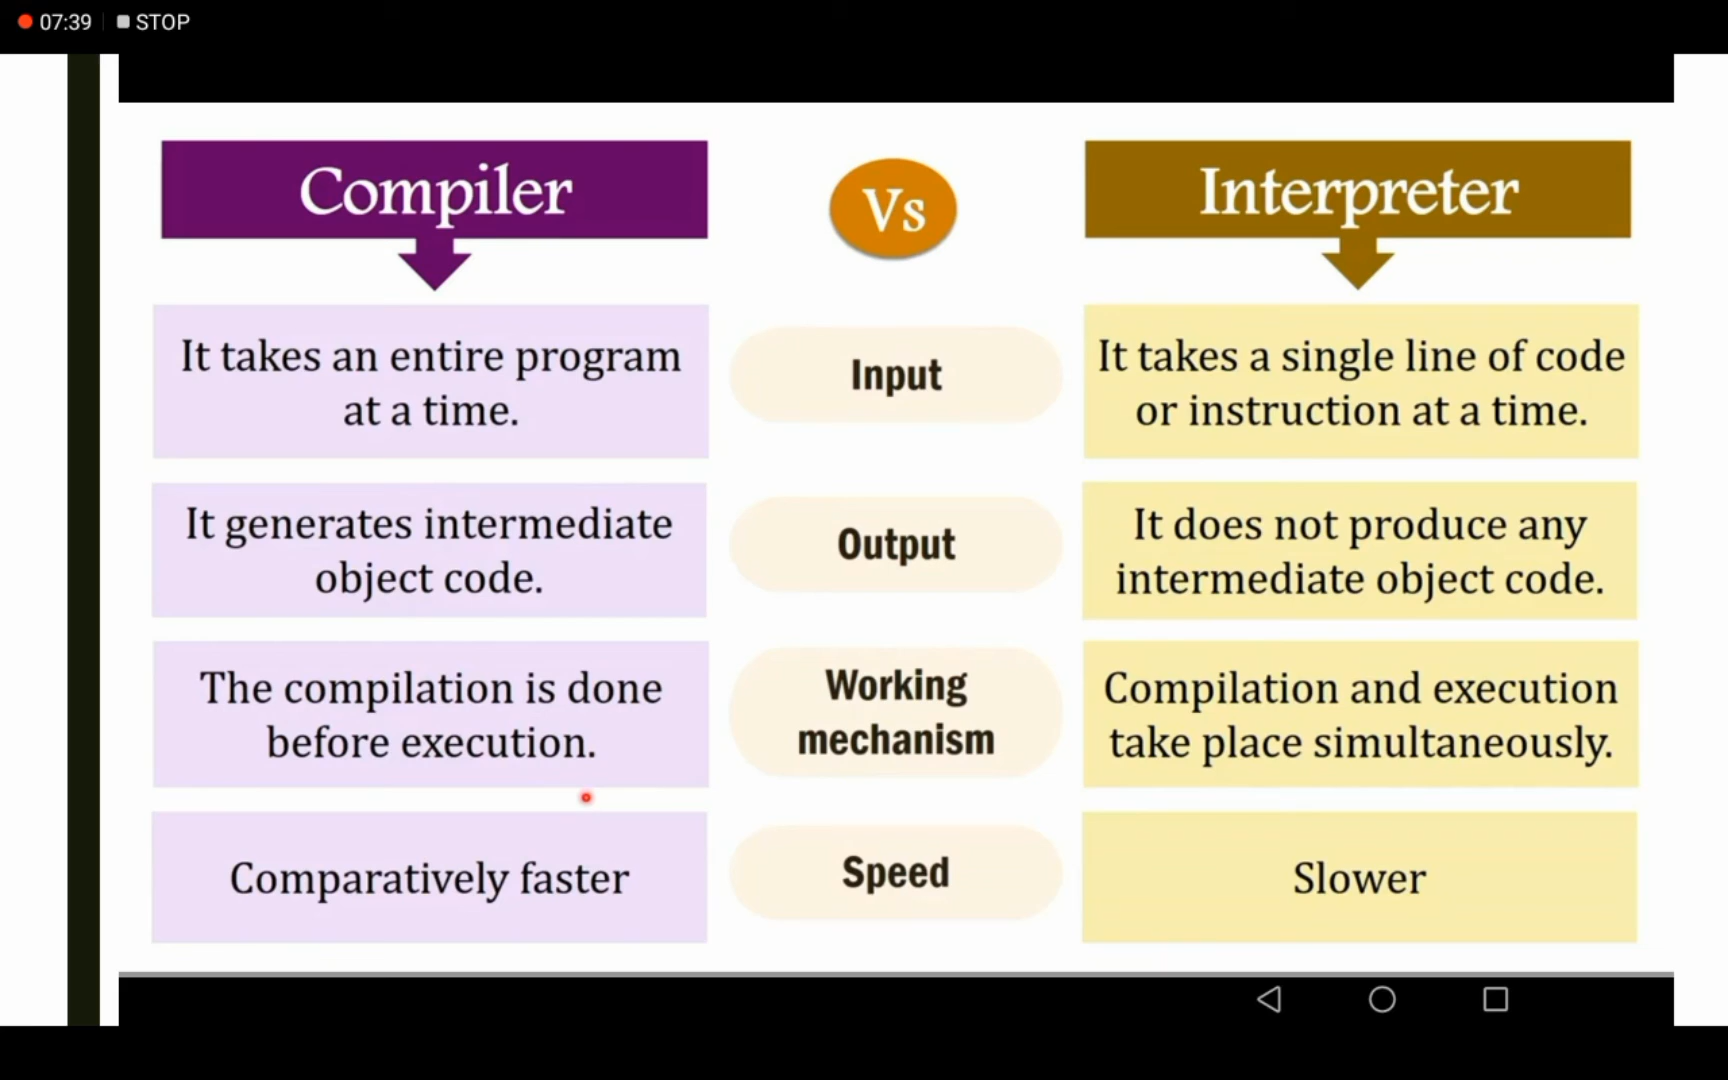 07:39 STOP
Compiler
Vs
Interpreter
It takes an entire program
at a time.
Input
It takes a single line of code
or instruction at a time.
It generates intermediate
object code.
Output
It does not produce any
intermediate object code.
The compilation is done
before execution.
Working
mechanism
Compilation and execution
take place simultaneously.
Comparatively faster
Speed
Slower